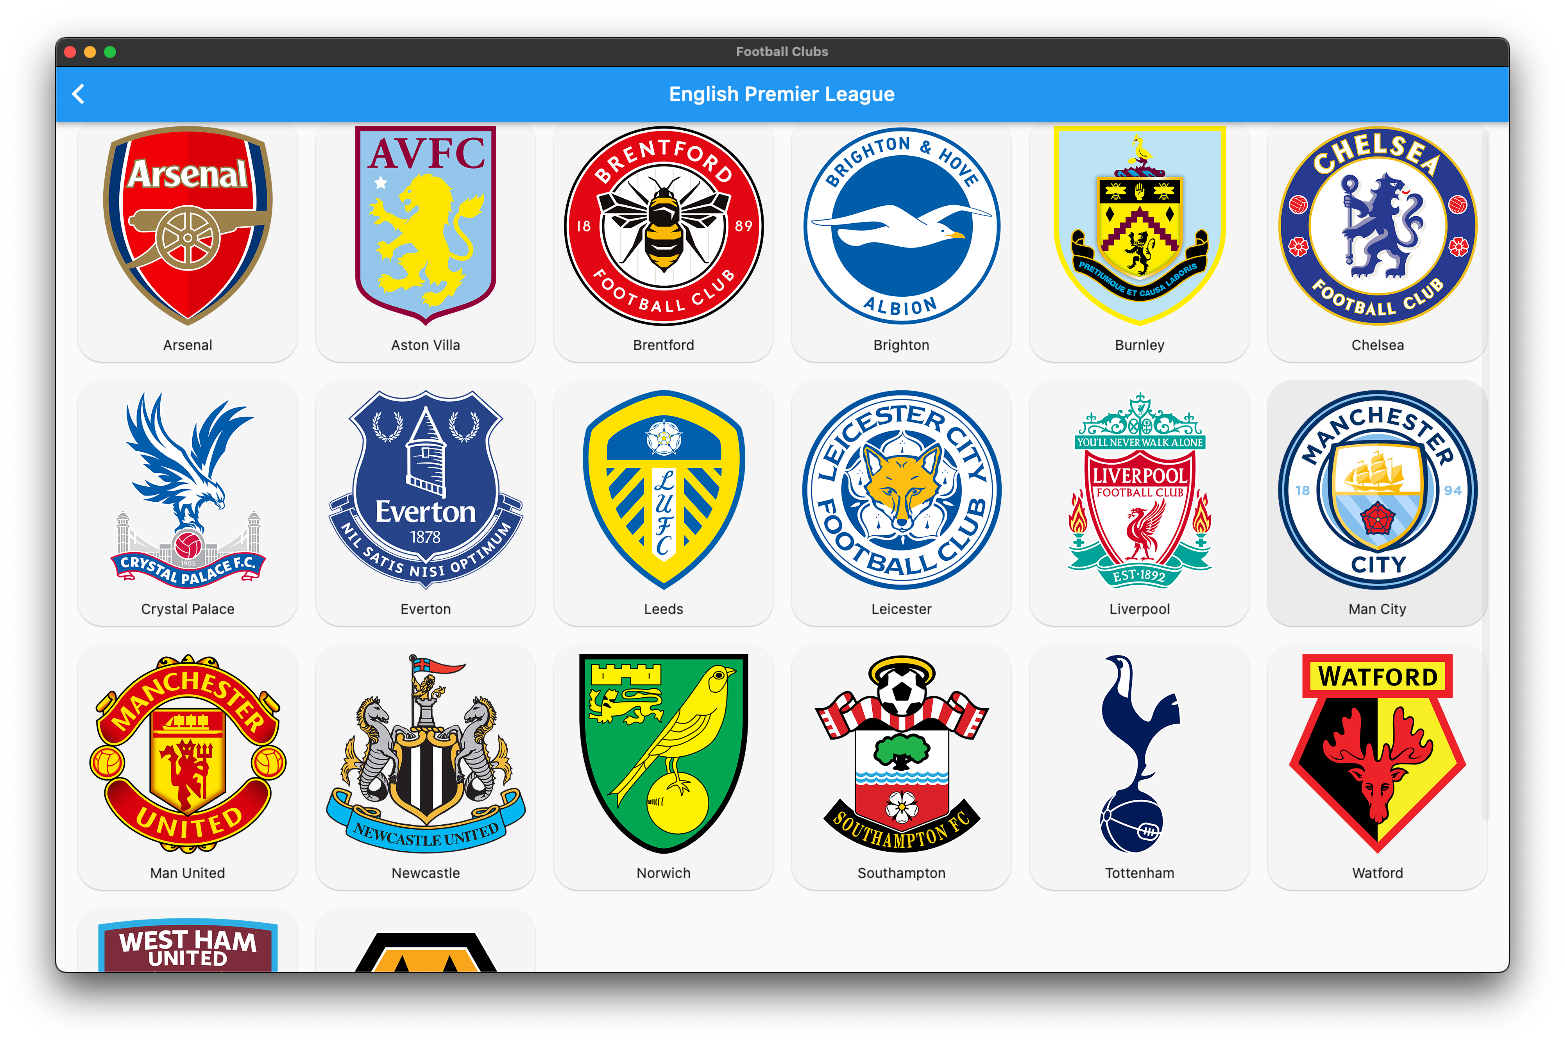 Football Clubs
English Premier League
Arsenal
AVFC
BRENTFORD
18 89
FOOTBALL CLUB
BRIGHTON & HOVE
ALBION
PRETIUMQUE ET CAUSA LABORIS
CHELSEA
FOOTBALL CLUB
Arsenal
Aston Villa
Brentford
Brighton
Burnley
Chelsea
1905
CRYSTAL PALACE F.C.
Everton
1878
NIL SATIS NISI OPTIMUM
LUFC
LEICESTER CITY
FOOTBALL CLUB
YOU'LL NEVER WALK ALONE
LIVERPOOL
FOOTBALL CLUB
EST·1892
MANCHESTER
18 94
CITY
Crystal Palace
Everton
Leeds
Leicester
Liverpool
Man City
MANCHESTER
UNITED
NEWCASTLE UNITED
SOUTHAMPTON FC
WATFORD
Man United
Newcastle
Norwich
Southampton
Tottenham
Watford
WEST HAM
UNITED